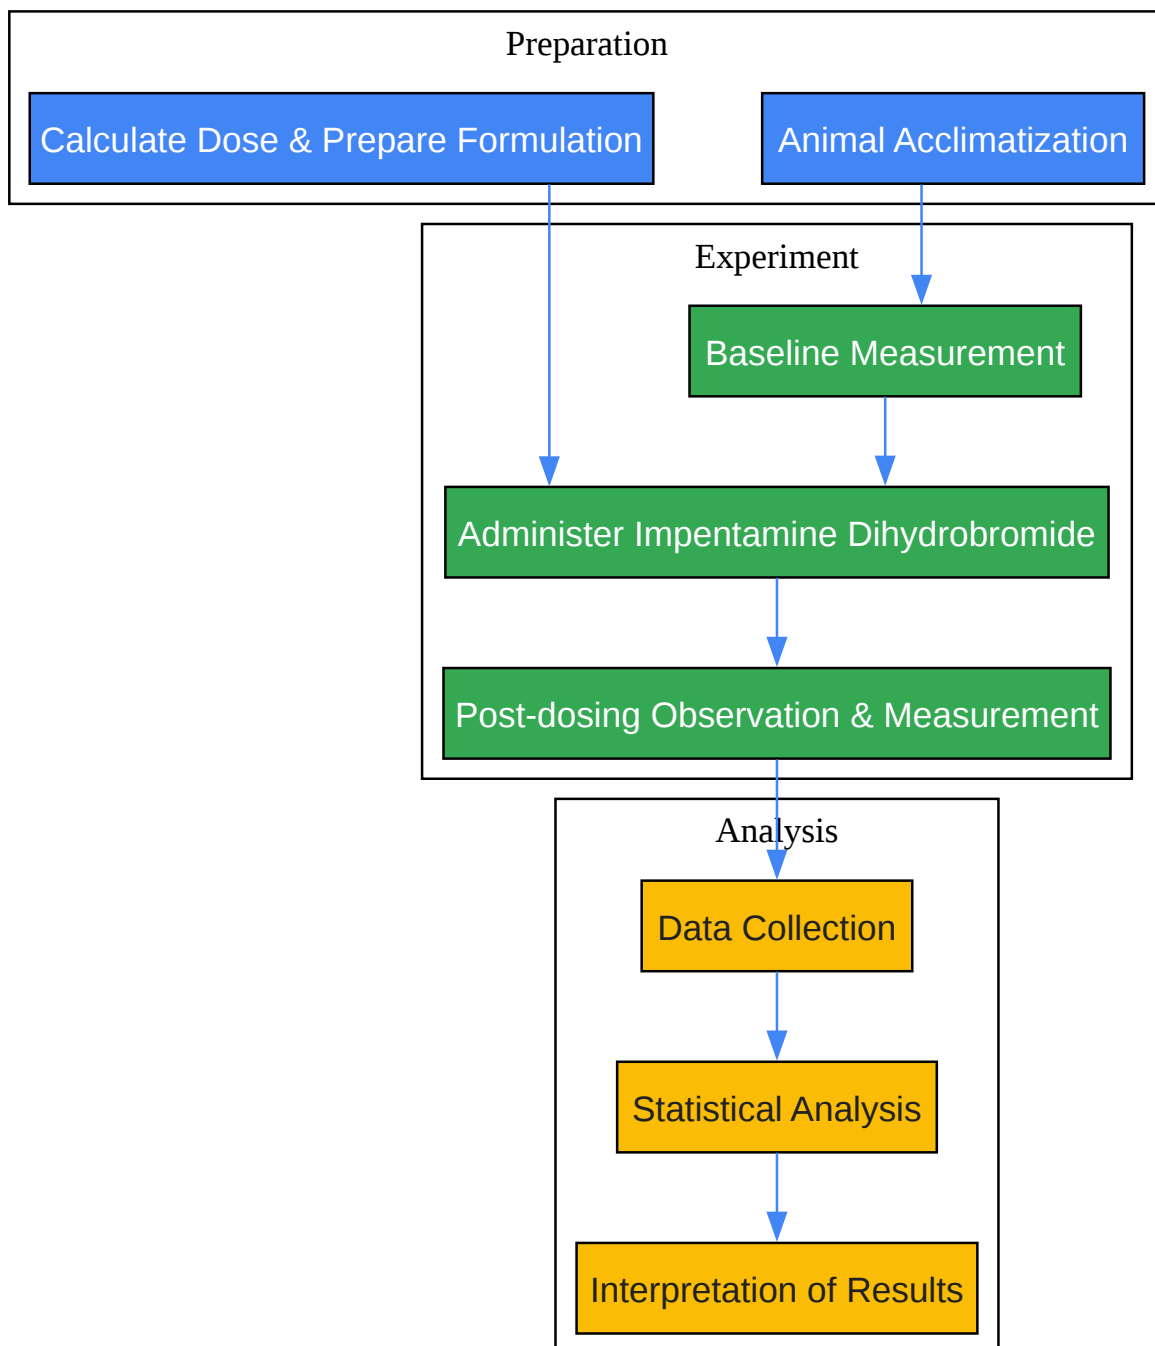 Preparation
Calculate Dose & Prepare Formulation
Animal Acclimatization
Experiment
Baseline Measurement
Administer Impentamine Dihydrobromide
Post-dosing Observation & Measurement
Analysis
Data Collection
Statistical Analysis
Interpretation of Results